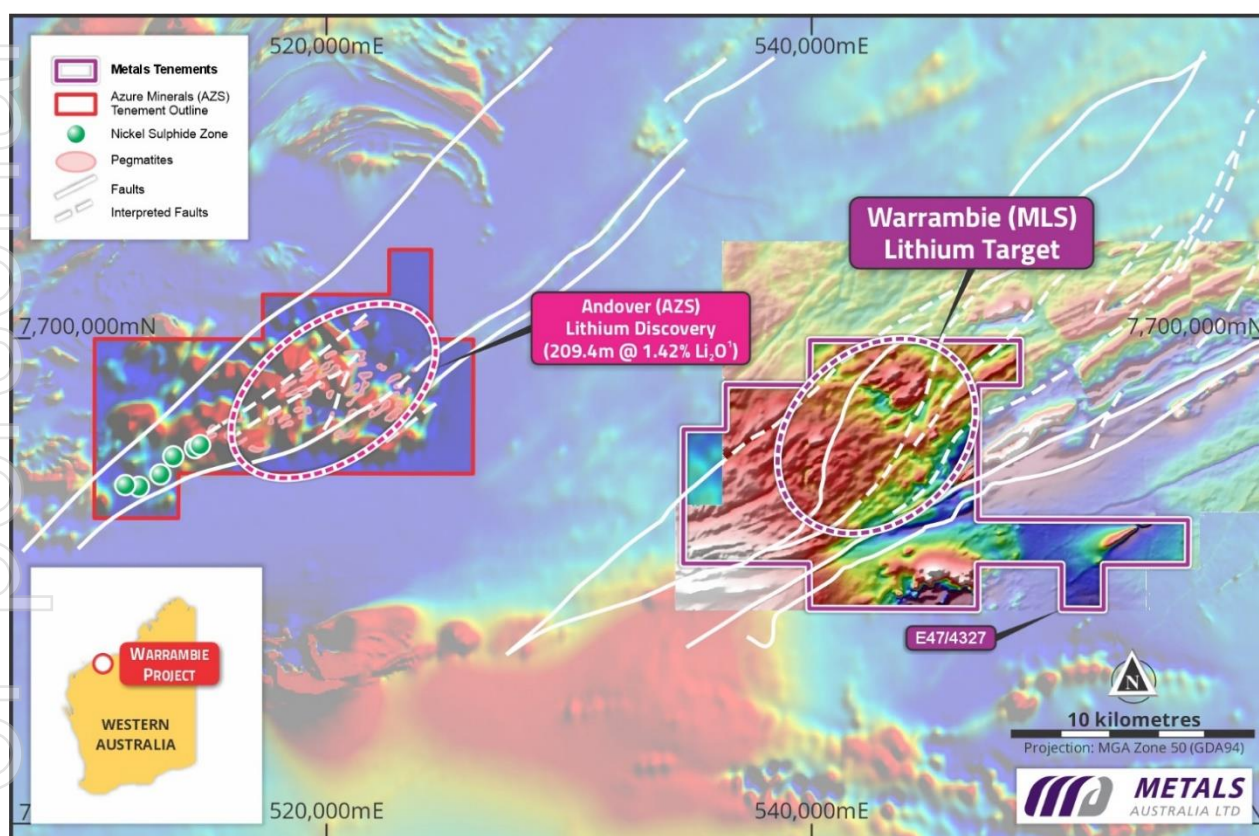 520,000mE
540,000mE
Metals Tenements
Azure Minerals (AZS)
Tenement Outline
Nickel Sulphide Zone
Pegmatites
Faults
Interpreted Faults
Warrambie (MLS)
Lithium Target
7,700,000mN
Andover (AZS)
Lithium Discovery
(209.4m @ 1.42% Li₂O¹)
7,700,000mN
E47/4327
WARRAMBIE
PROJECT
WESTERN
AUSTRALIA
N
10 kilometres
Projection: MGA Zone 50 (GDA94)
520,000mE
540,000mE
METALS
AUSTRALIA LTD